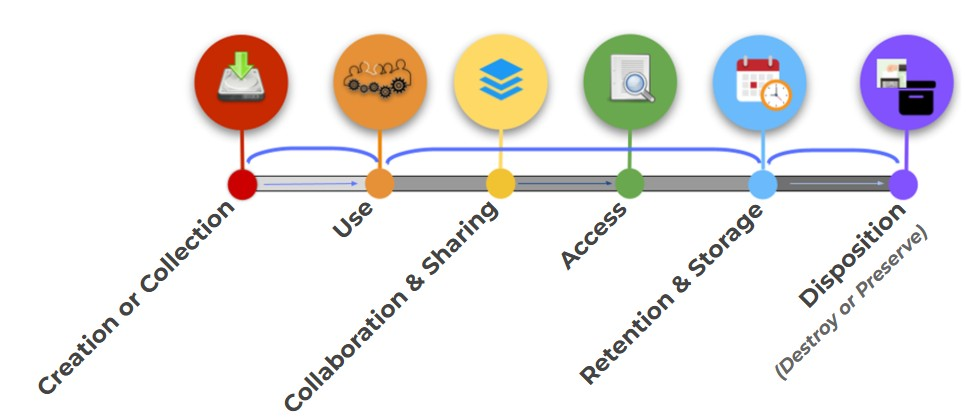 Creation or Collection
Use
Collaboration & Sharing
Access
Retention & Storage
Disposition
(Destroy or Preserve)